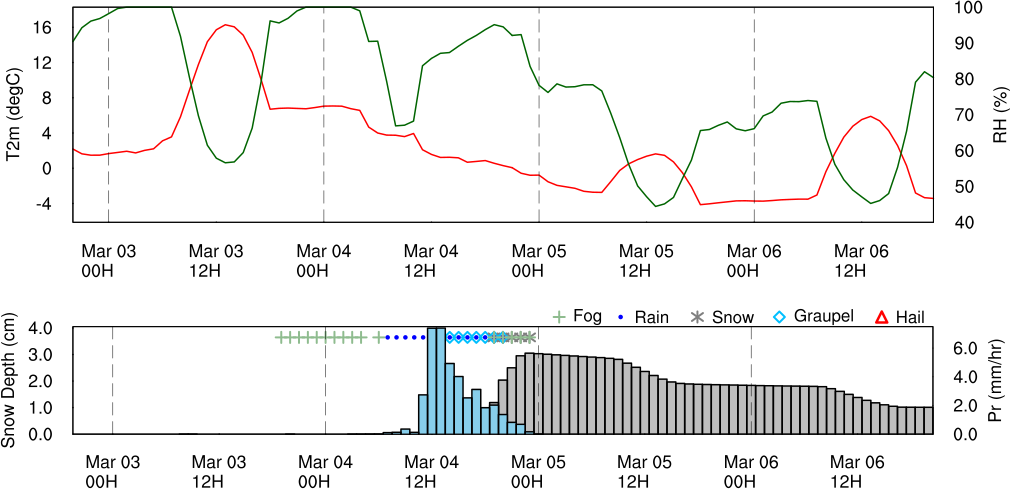 T2m (degC)
16
12
8
4
0
-4
100
90
80
70
60
50
40
RH (%)
Mar 03 Mar 03 Mar 04 Mar 04 Mar 05 Mar 05 Mar 06 Mar 06
00H 12H 00H 12H 00H 12H 00H 12H
Fog Rain Snow Graupel Hail
Snow Depth (cm)
4.0
3.0
2.0
1.0
0.0
6.0
4.0
2.0
0.0
Pr (mm/hr)
Mar 03 Mar 03 Mar 04 Mar 04 Mar 05 Mar 05 Mar 06 Mar 06
00H 12H 00H 12H 00H 12H 00H 12H